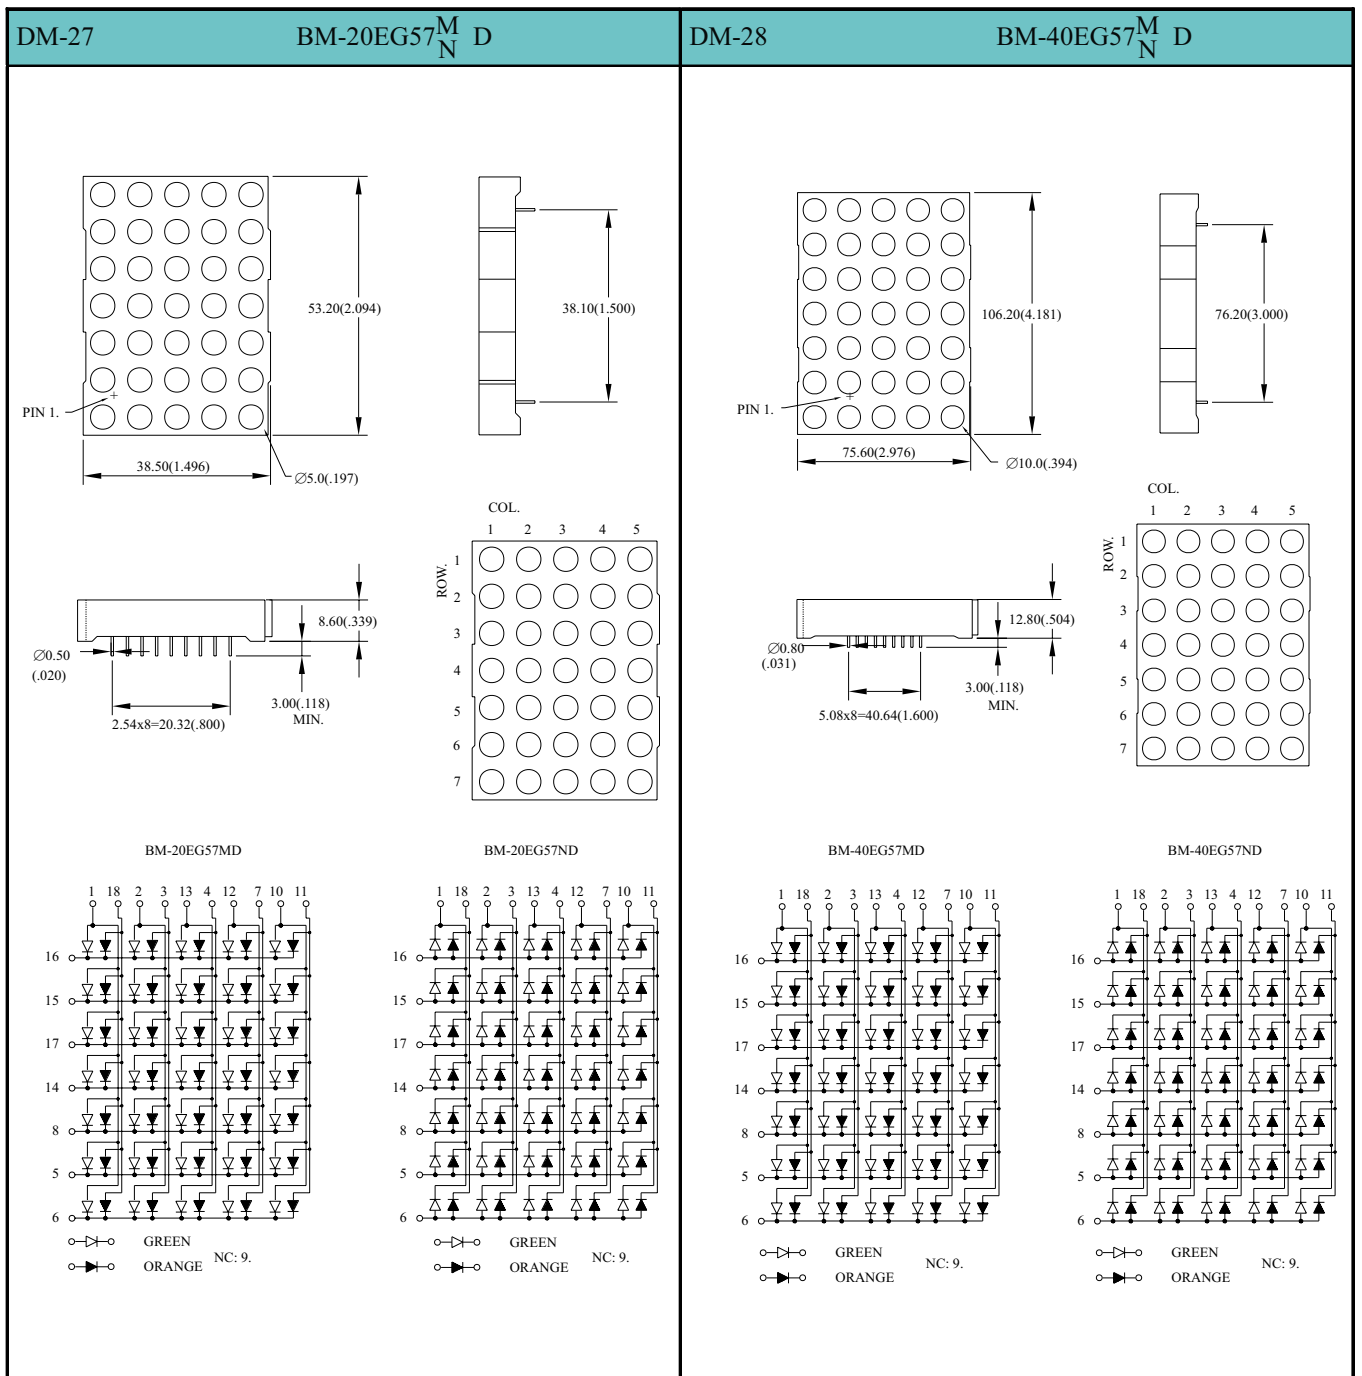 DM-27 BM-20EG57 M/N D
DM-28 BM-40EG57 M/N D
53.20(2.094)
38.10(1.500)
PIN 1.
38.50(1.496)
∅5.0(.197)
COL.
1 2 3 4 5
ROW.
1
2
3
4
5
6
7
8.60(.339)
∅0.50
(.020)
3.00(.118)
MIN.
2.54x8=20.32(.800)
106.20(4.181)
76.20(3.000)
PIN 1.
75.60(2.976)
∅10.0(.394)
COL.
1 2 3 4 5
ROW.
1
2
3
4
5
6
7
12.80(.504)
∅0.80
(.031)
3.00(.118)
MIN.
5.08x8=40.64(1.600)
BM-20EG57MD
1 18 2 3 13 4 12 7 10 11
16
15
17
14
8
5
6
GREEN
ORANGE
NC: 9.
BM-20EG57ND
1 18 2 3 13 4 12 7 10 11
16
15
17
14
8
5
6
GREEN
ORANGE
NC: 9.
BM-40EG57MD
1 18 2 3 13 4 12 7 10 11
16
15
17
14
8
5
6
GREEN
ORANGE
NC: 9.
BM-40EG57ND
1 18 2 3 13 4 12 7 10 11
16
15
17
14
8
5
6
GREEN
ORANGE
NC: 9.